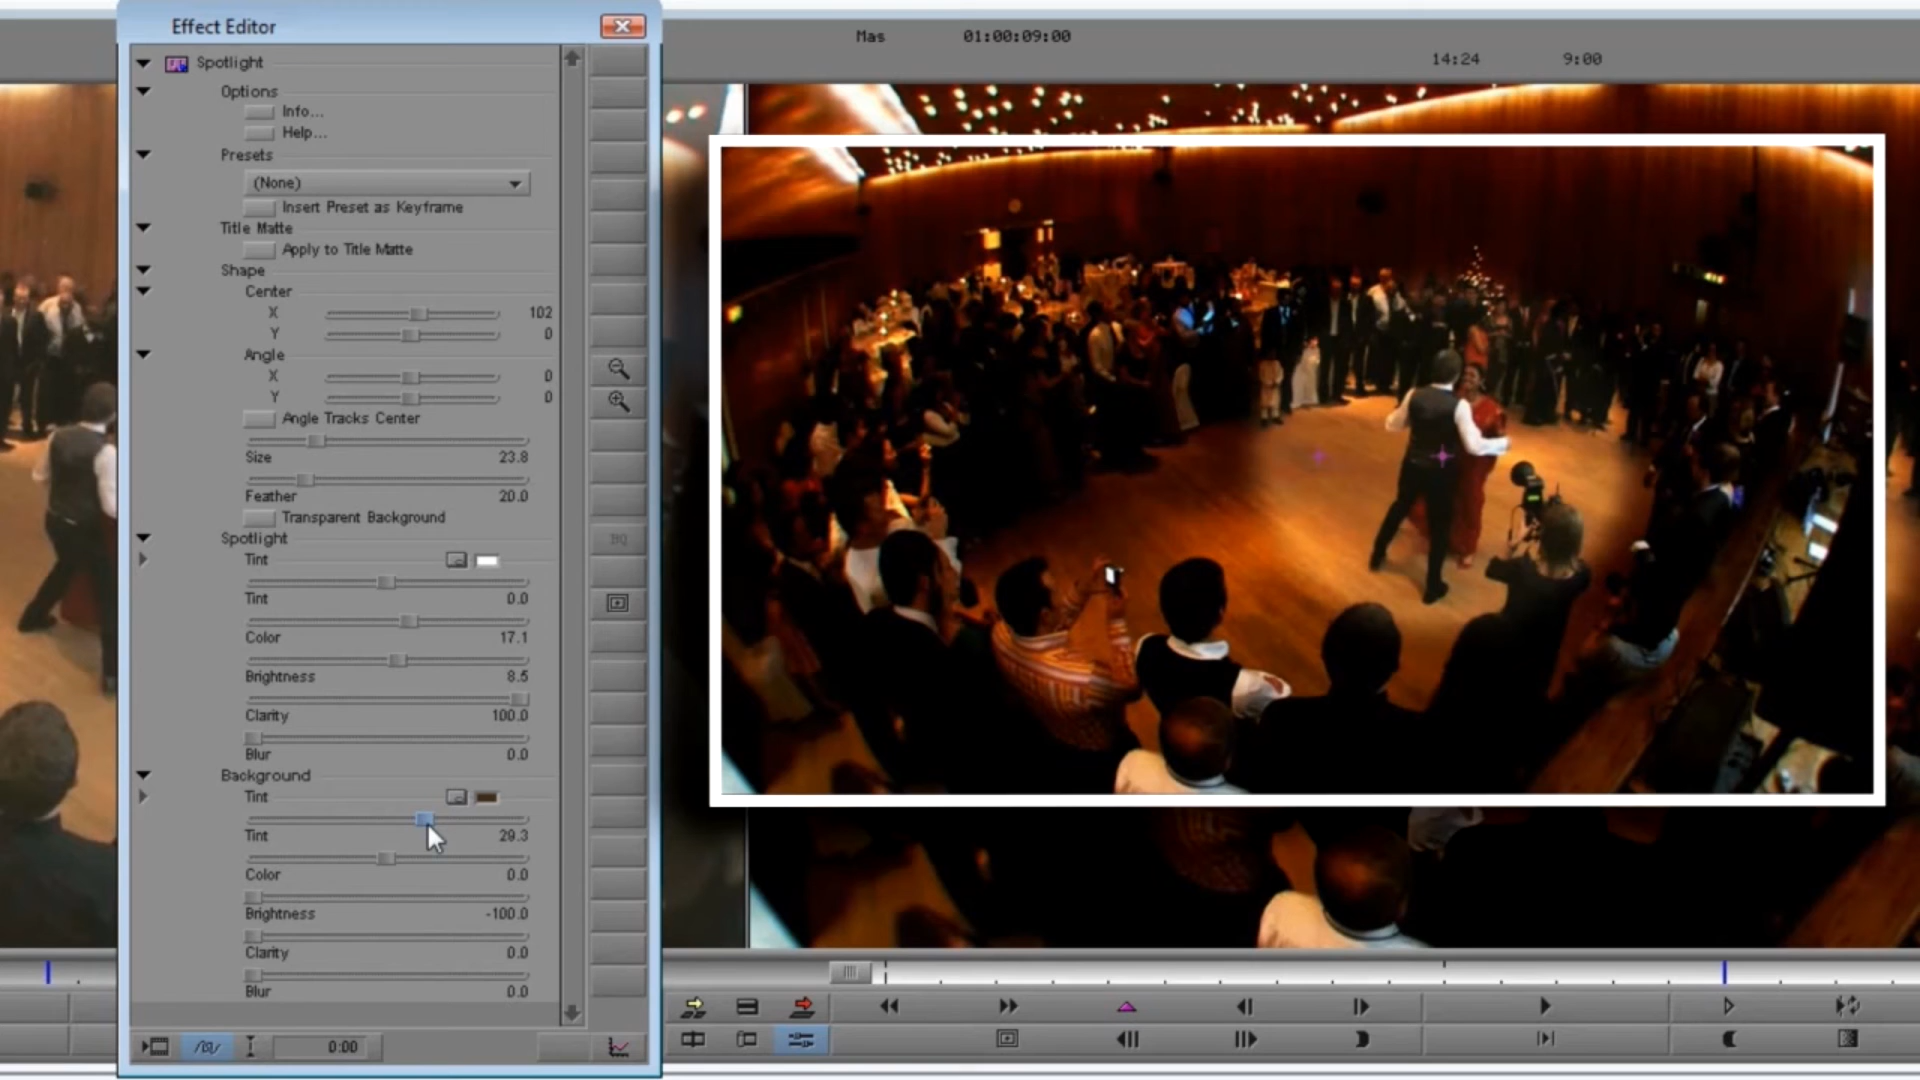 Effect Editor
Mas 01:00:09:00
14:24 9:00
Spotlight
Options
Info...
Help...
Presets
(None)
Insert Preset as Keyframe
Title Matte
Apply to Title Matte
Shape
Center
X 102
Y 0
Angle
X 0
Y 0
Angle Tracks Center
Size 23.8
Feather 20.0
Transparent Background
Spotlight
HQ
Tint
Tint 0.0
Color 17.1
Brightness 8.5
Clarity 100.0
Blur 0.0
Background
Tint
Tint 29.3
Color 0.0
Brightness -100.0
Clarity 0.0
Blur 0.0
0:00